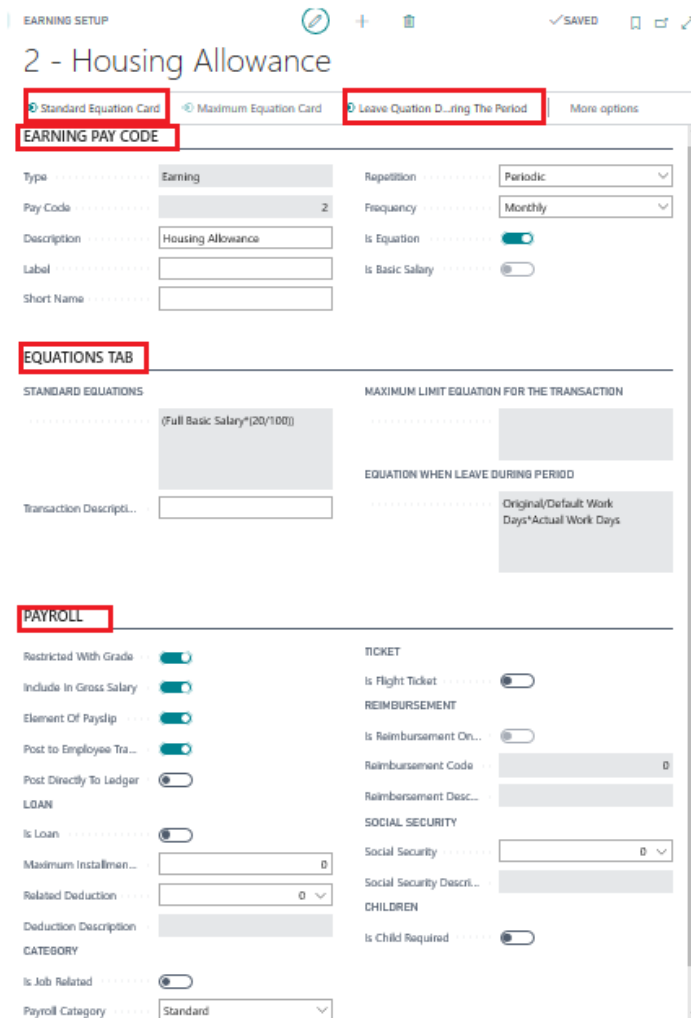 EARNING SETUP
SAVED
2 - Housing Allowance
Standard Equation Card
Maximum Equation Card
Leave Quation D...ring The Period
More options
EARNING PAY CODE
Type Earning
Pay Code 2
Description Housing Allowance
Label
Short Name
Repetition Periodic
Frequency Monthly
Is Equation
Is Basic Salary
EQUATIONS TAB
STANDARD EQUATIONS
(Full Basic Salary*(20/100))
Transaction Descripti...
MAXIMUM LIMIT EQUATION FOR THE TRANSACTION
EQUATION WHEN LEAVE DURING PERIOD
Original/Default Work
Days*Actual Work Days
PAYROLL
Restricted With Grade
Include In Gross Salary
Element Of Payslip
Post to Employee Tra...
Post Directly To Ledger
LOAN
Is Loan
Maximum Installmen... 0
Related Deduction 0
Deduction Description
CATEGORY
Is Job Related
Payroll Category Standard
TICKET
Is Flight Ticket
REIMBURSEMENT
Is Reimbursement On...
Reimbursement Code 0
Reimbersement Desc...
SOCIAL SECURITY
Social Security 0
Social Security Descri...
CHILDREN
Is Child Required